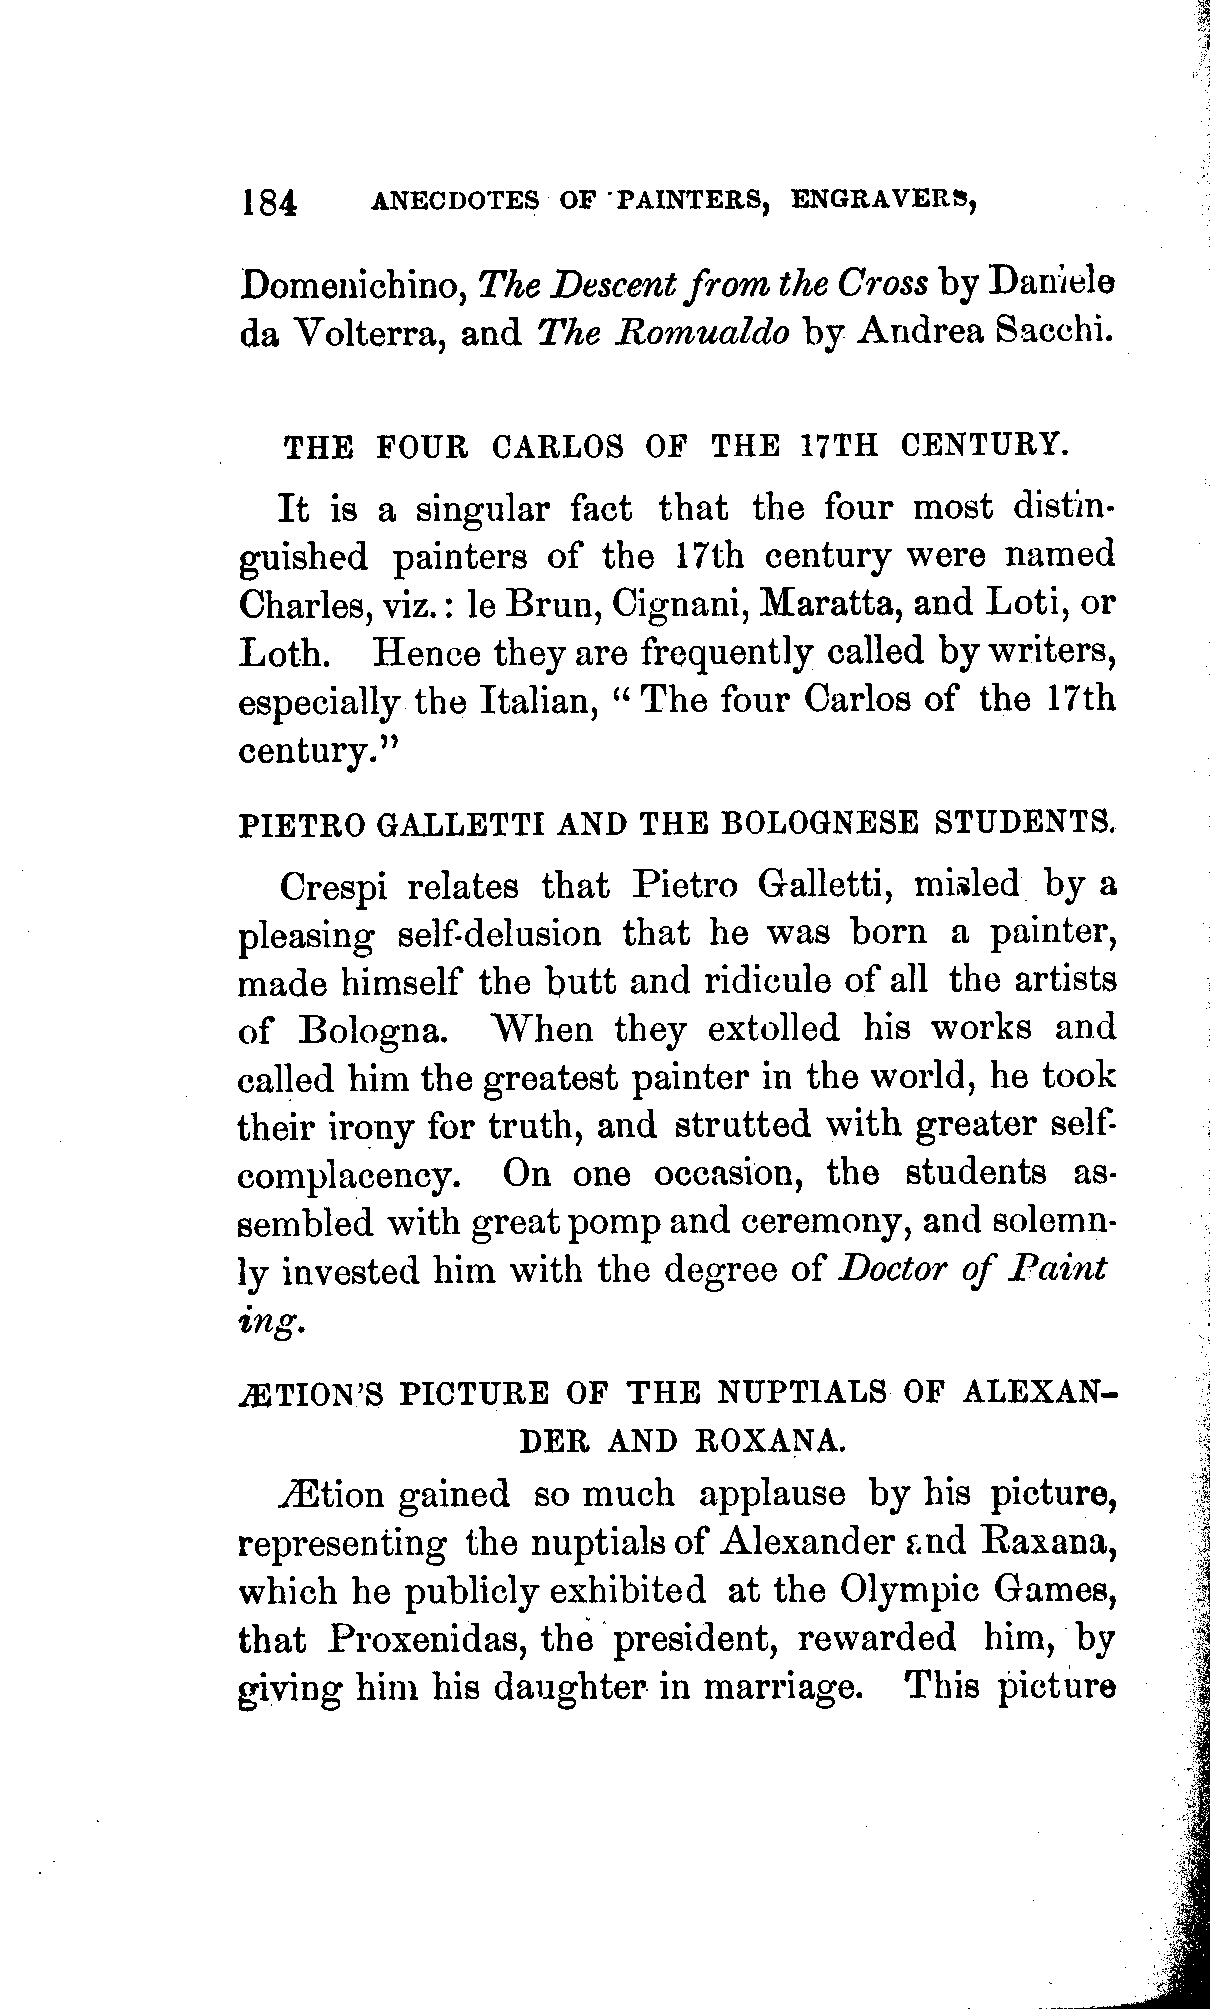 184 ANECDOTES OF PAINTERS, ENGRAVERS,
Domenichino, The Descent from the Cross by Daniele
da Volterra, and The Romualdo by Andrea Sacchi.
THE FOUR CARLOS OF THE 17TH CENTURY.
It is a singular fact that the four most distin-
guished painters of the 17th century were named
Charles, viz.: le Brun, Cignani, Maratta, and Loti, or
Loth. Hence they are frequently called by writers,
especially the Italian, “ The four Carlos of the 17th
century.”
PIETRO GALLETTI AND THE BOLOGNESE STUDENTS.
Crespi relates that Pietro Galletti, misled by a
pleasing self-delusion that he was born a painter,
made himself the butt and ridicule of all the artists
of Bologna. When they extolled his works and
called him the greatest painter in the world, he took
their irony for truth, and strutted with greater self-
complacency. On one occasion, the students as-
sembled with great pomp and ceremony, and solemn-
ly invested him with the degree of Doctor of Paint
ing.
ÆTION'S PICTURE OF THE NUPTIALS OF ALEXAN-
DER AND ROXANA.
Ætion gained so much applause by his picture,
representing the nuptials of Alexander and Raxana,
which he publicly exhibited at the Olympic Games,
that Proxenidas, the president, rewarded him, by
giving him his daughter in marriage. This picture